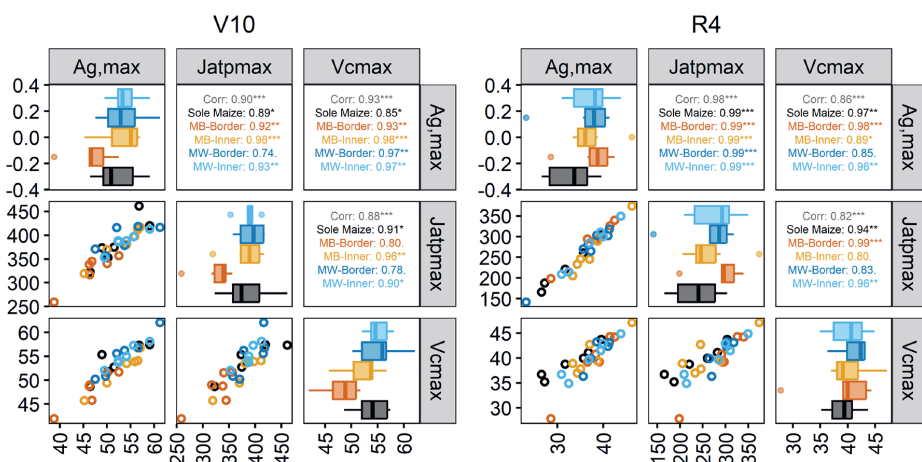 V10
R4
Ag,max Jatpmax Vcmax
Ag,max Jatpmax Vcmax
0.4
0.2
0.0
-0.2
-0.4
Corr: 0.90***
Sole Maize: 0.89*
MB-Border: 0.92**
MB-Inner: 0.98***
MW-Border: 0.74.
MW-Inner: 0.93**
Corr: 0.93***
Sole Maize: 0.85*
MB-Border: 0.93**
MB-Inner: 0.98***
MW-Border: 0.97**
MW-Inner: 0.97**
Ag,max
0.4
0.2
0.0
-0.2
-0.4
Corr: 0.98***
Sole Maize: 0.99***
MB-Border: 0.99***
MB-Inner: 0.99***
MW-Border: 0.99***
MW-Inner: 0.99***
Corr: 0.86***
Sole Maize: 0.97**
MB-Border: 0.98***
MB-Inner: 0.89*
MW-Border: 0.85.
MW-Inner: 0.96**
Ag,max
450
400
350
300
250
Corr: 0.88***
Sole Maize: 0.91*
MB-Border: 0.80.
MB-Inner: 0.96**
MW-Border: 0.78.
MW-Inner: 0.90*
Jatpmax
350
300
250
200
150
Corr: 0.82***
Sole Maize: 0.94**
MB-Border: 0.99***
MB-Inner: 0.80.
MW-Border: 0.83.
MW-Inner: 0.96**
Jatpmax
60
55
50
45
Vcmax
45
40
35
30
Vcmax
40 45 50 55 60
250 300 350 400 450
45 50 55 60
30 40
150 200 250 300 350
30 35 40 45